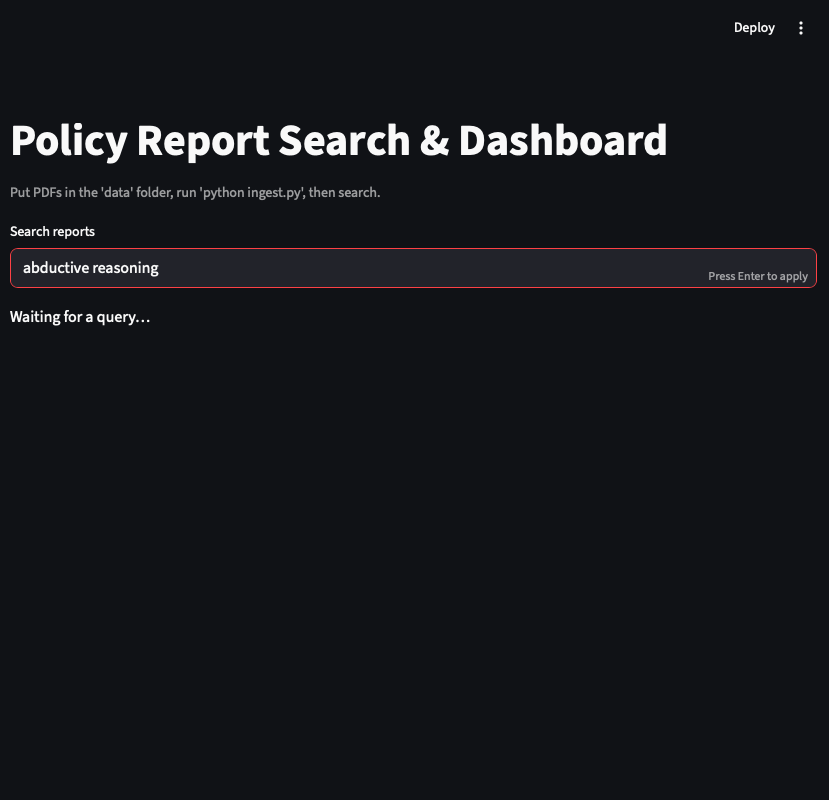 Deploy
Policy Report Search & Dashboard
Put PDFs in the 'data' folder, run 'python ingest.py', then search.
Search reports
abductive reasoning
Press Enter to apply
Waiting for a query...